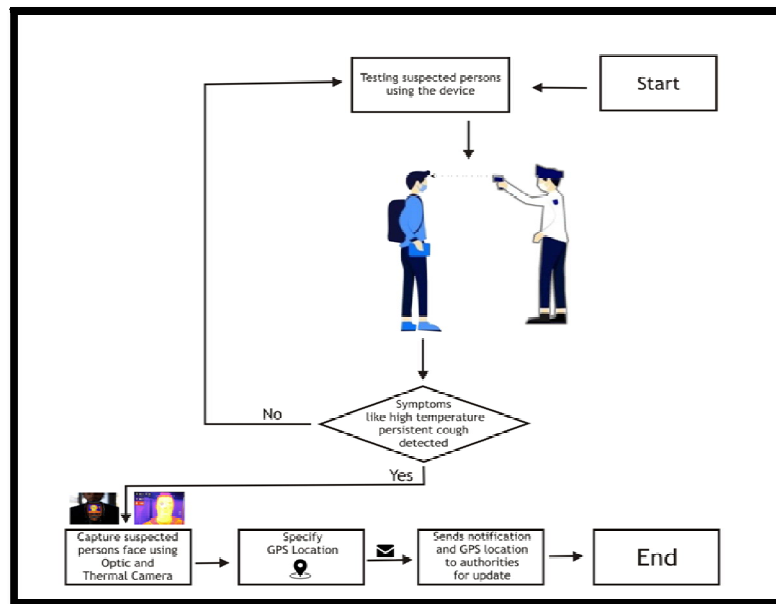 Testing suspected persons
using the device
Start
Symptoms
like high temperature
persistent cough
detected
No
Yes
Capture suspected
persons face using
Optic and
Thermal Camera
Specify
GPS Location
Sends notification
and GPS location
to authorities
for update
End